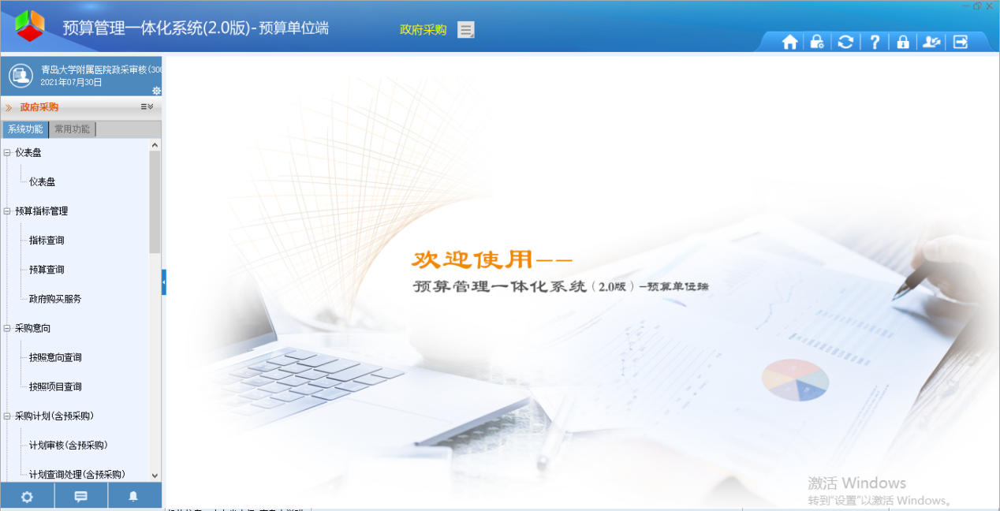 预算管理一体化系统(2.0版)-预算单位端
政府采购
青岛大学附属医院政采审核(300
2021年07月30日
政府采购
系统功能 常用功能
仪表盘
仪表盘
预算指标管理
指标查询
预算查询
政府购买服务
采购意向
按照意向查询
按照项目查询
采购计划(含预采购)
计划审核(含预采购)
计划查询处理(含预采购)
欢迎使用——
预算管理一体化系统（2.0版）-预算单位端
激活 Windows
转到"设置"以激活 Windows。